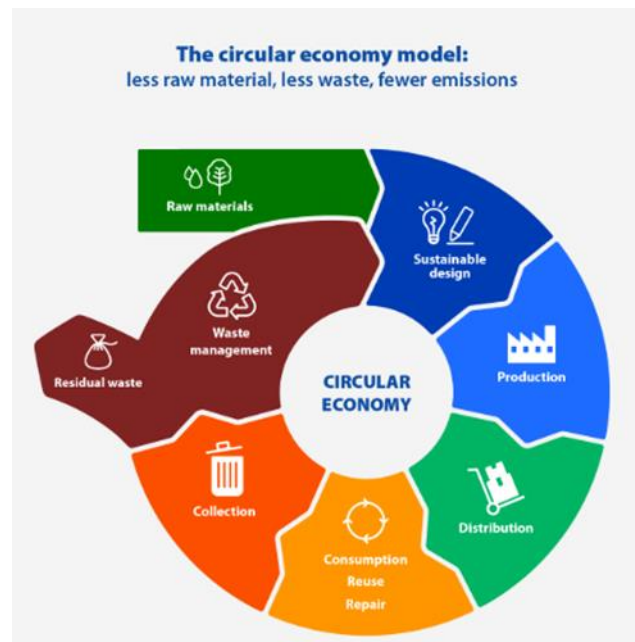 The circular economy model:
less raw material, less waste, fewer emissions
Raw materials
Sustainable
design
Production
Distribution
Consumption
Reuse
Repair
Collection
Waste
management
Residual waste
CIRCULAR
ECONOMY